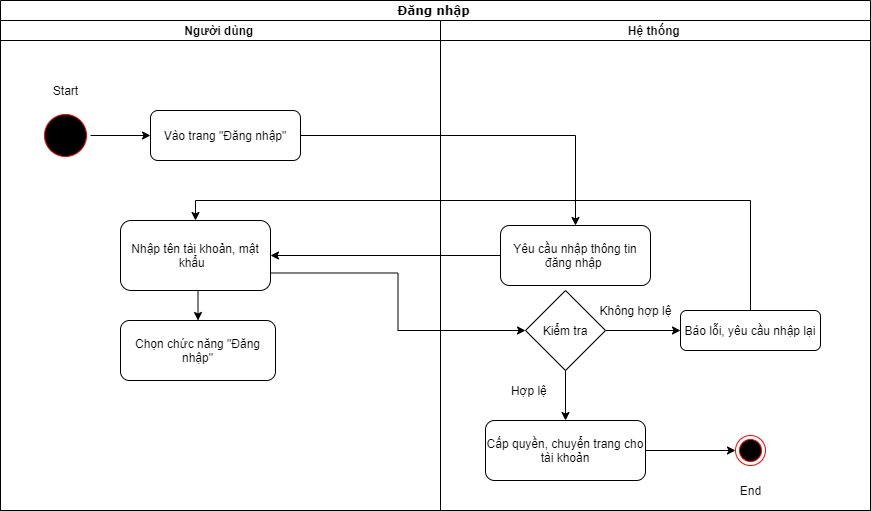 Đăng nhập
Người dùng
Hệ thống
Start
Vào trang "Đăng nhập"
Nhập tên tài khoản, mật
khẩu
Yêu cầu nhập thông tin
đăng nhập
Không hợp lệ
Kiểm tra
Báo lỗi, yêu cầu nhập lại
Chọn chức năng "Đăng
nhập"
Hợp lệ
Cấp quyền, chuyển trang cho
tài khoản
End